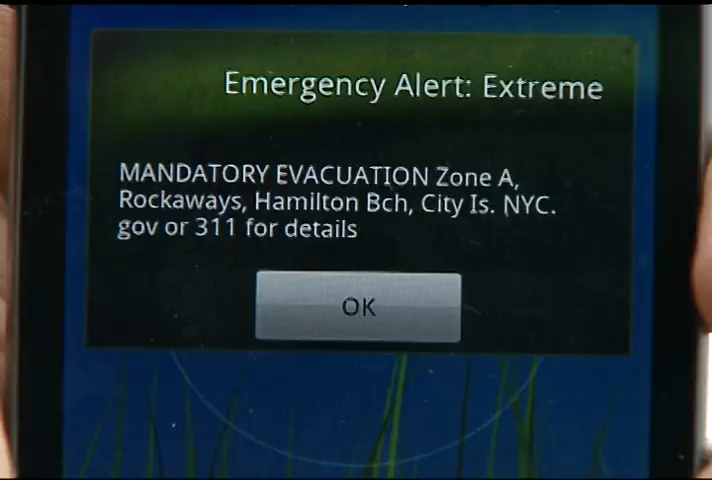 Emergency Alert: Extreme
MANDATORY EVACUATION Zone A,
Rockaways, Hamilton Bch, City Is. NYC.
gov or 311 for details
OK